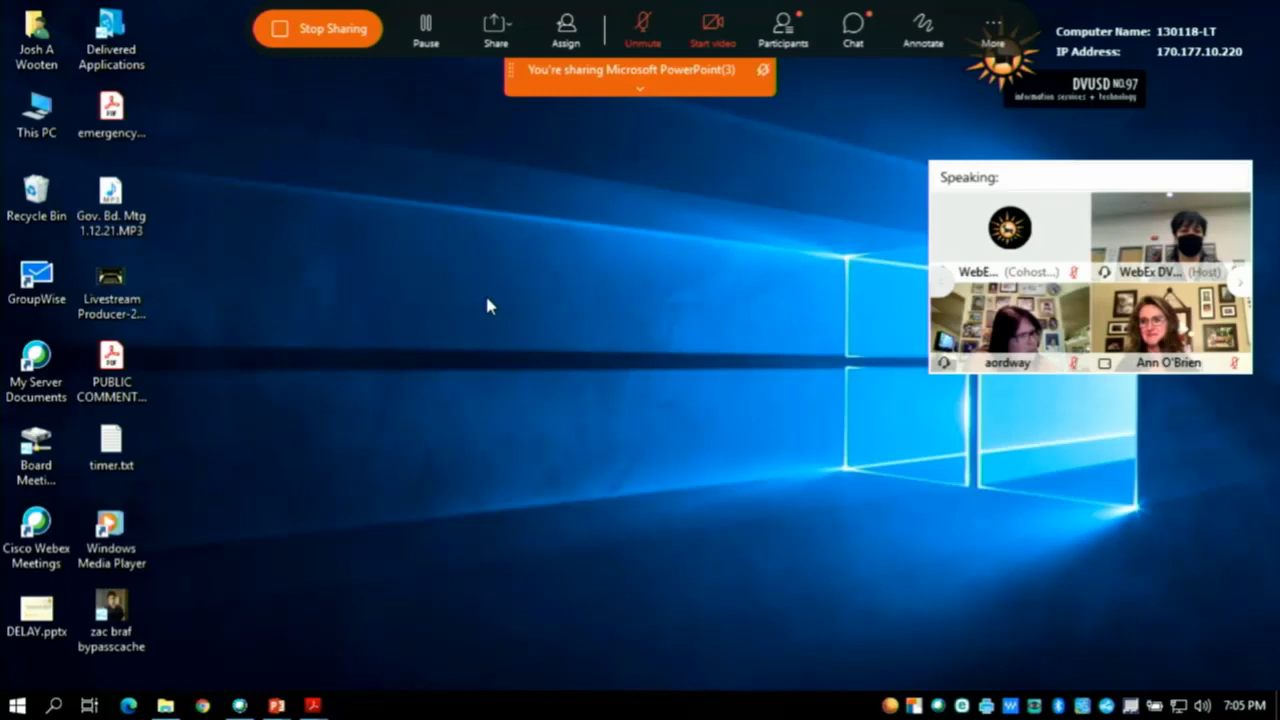 Stop Sharing
Pause
Share
Assign
Unmute
Start video
Participants
Chat
Annotate
More
You're sharing Microsoft PowerPoint(3)
Computer Name: 130118-LT
IP Address: 170.177.10.220
DVUSD NO.97
information services + technology
Josh A
Wooten
Delivered
Applications
This PC
emergency...
Recycle Bin
MP3
Gov. Bd. Mtg
1.12.21.MP3
GroupWise
Livestream
Producer-2...
My Server
Documents
PUBLIC
COMMENT...
Board
Meeti...
timer.txt
Cisco Webex
Meetings
Windows
Media Player
DELAY.pptx
zac braf
bypasscache
Speaking:
WebE... (Cohost...)
WebEx DV... (Host)
aordway
Ann O'Brien
7:05 PM